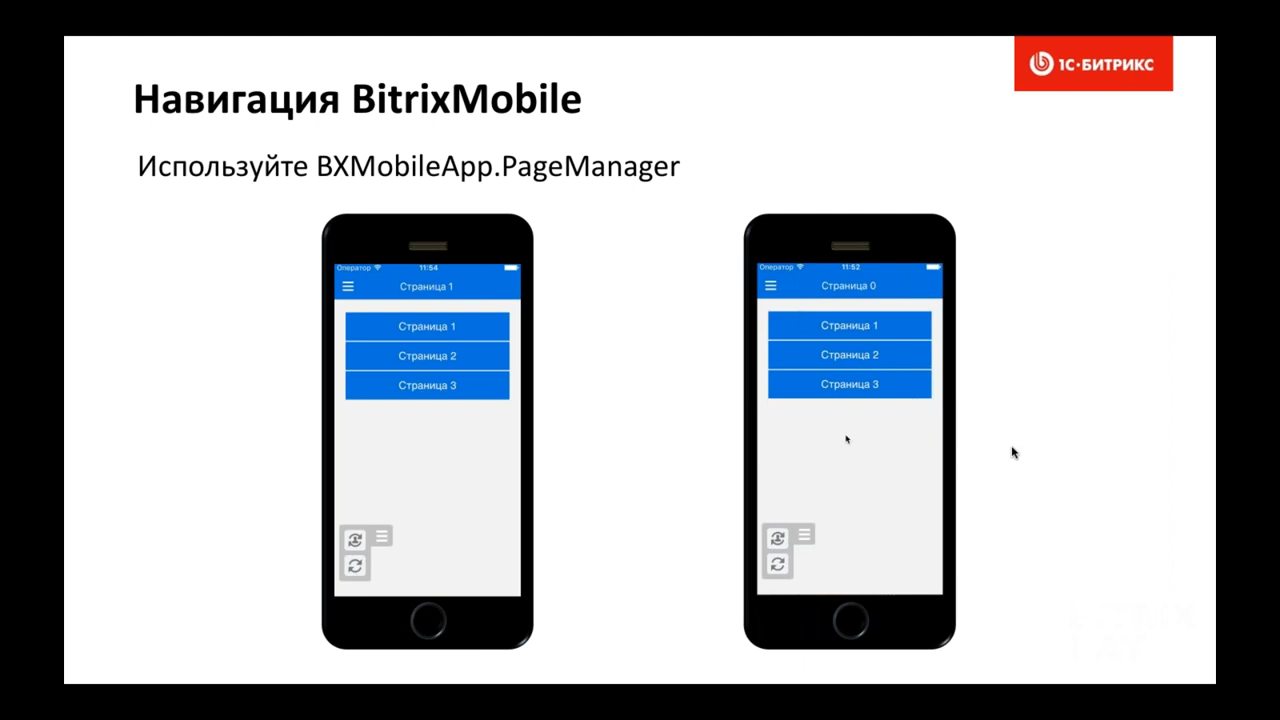 1С·БИТРИКС
Навигация BitrixMobile
Используйте BXMobileApp.PageManager
Оператор 11:54
Страница 1
Страница 1
Страница 2
Страница 3
Оператор 11:52
Страница 0
Страница 1
Страница 2
Страница 3